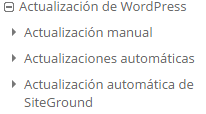 Actualización de WordPress
Actualización manual
Actualizaciones automáticas
Actualización automática de
SiteGround